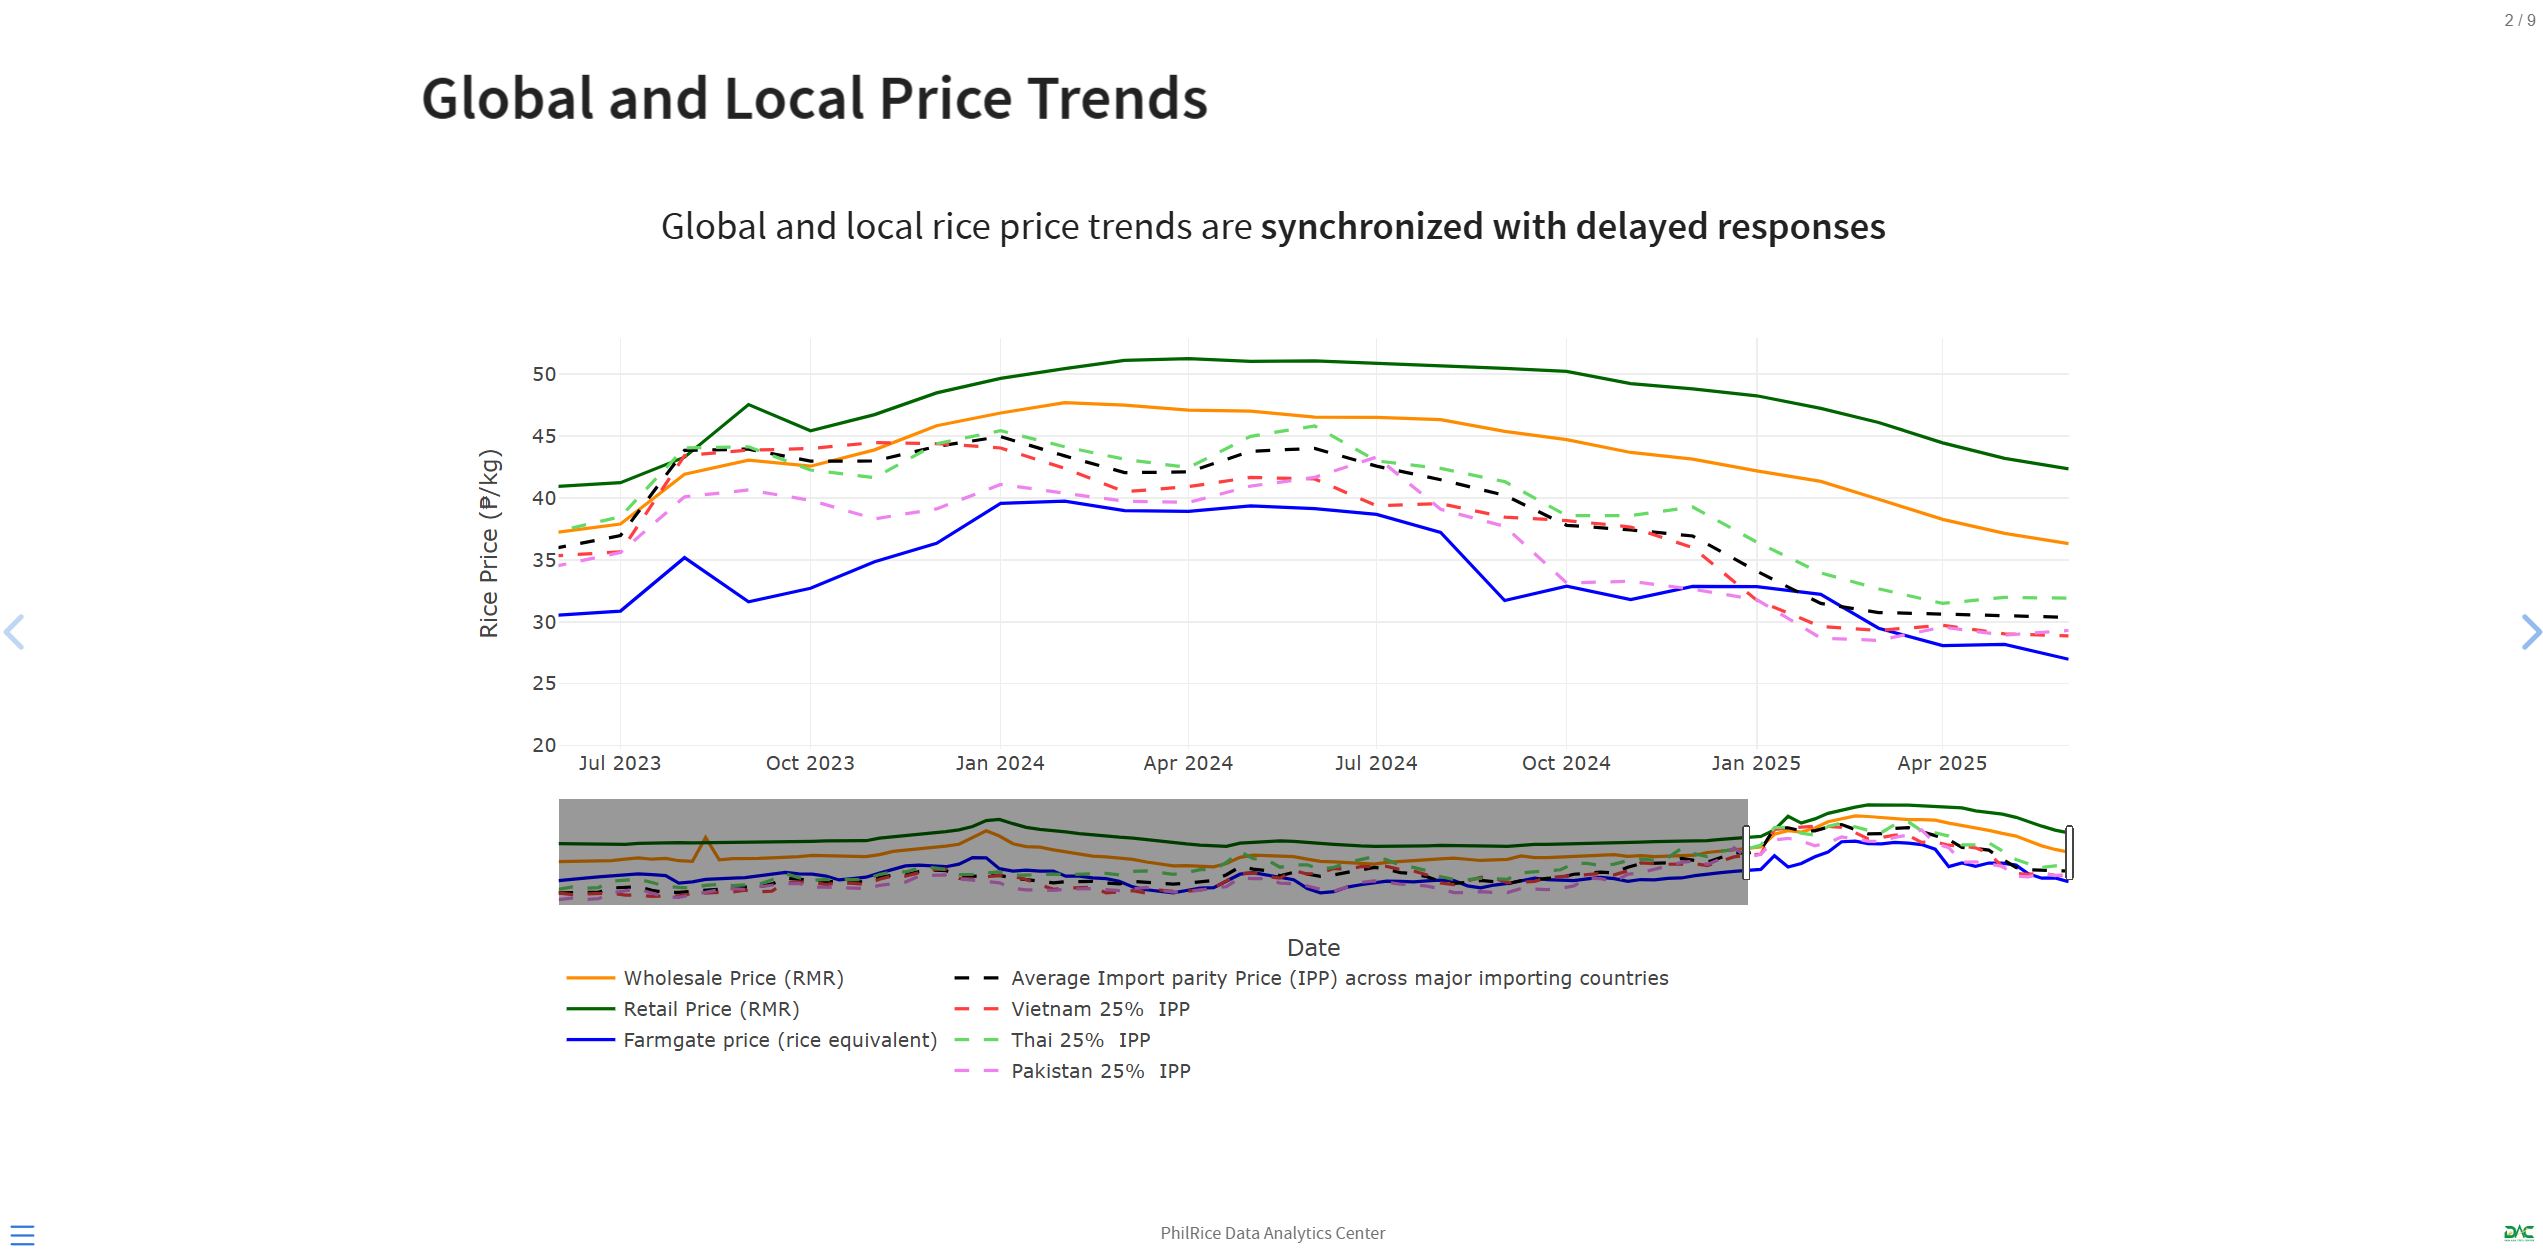 2 / 9
Global and Local Price Trends
Global and local rice price trends are synchronized with delayed responses
Rice Price (₱/kg)
50
45
40
35
30
25
20
Jul 2023 Oct 2023 Jan 2024 Apr 2024 Jul 2024 Oct 2024 Jan 2025 Apr 2025
Date
Wholesale Price (RMR)
Retail Price (RMR)
Farmgate price (rice equivalent)
Average Import parity Price (IPP) across major importing countries
Vietnam 25%  IPP
Thai 25%  IPP
Pakistan 25%  IPP
PhilRice Data Analytics Center
DAC